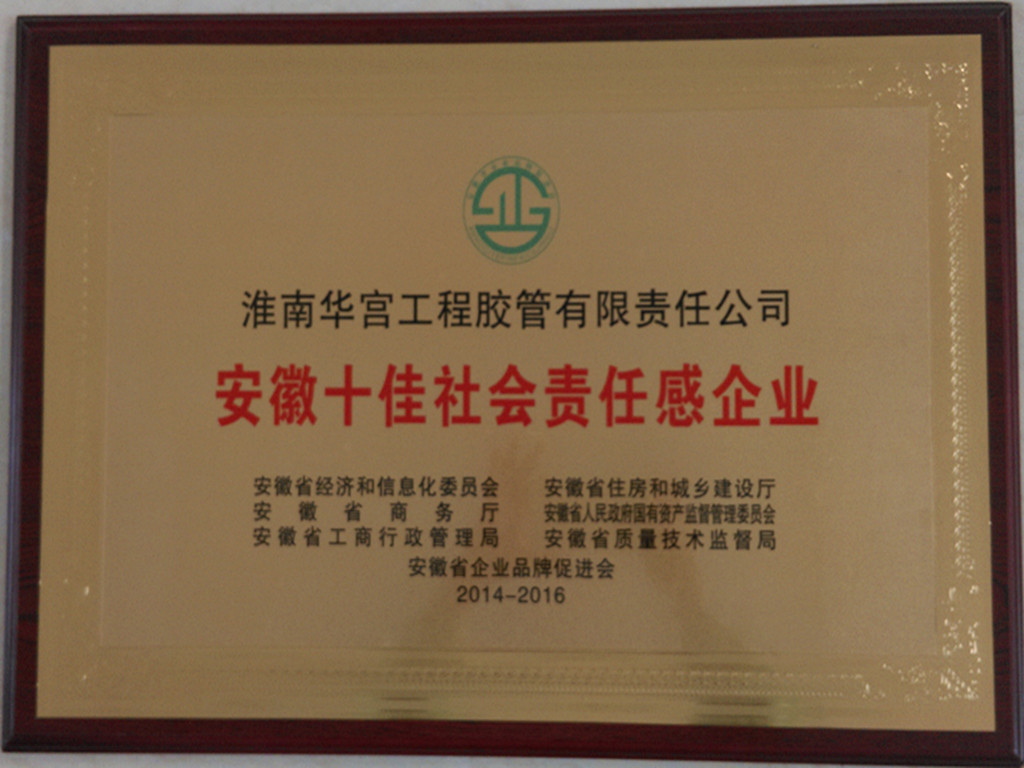 淮南华宫工程胶管有限责任公司
安徽十佳社会责任感企业
安徽省经济和信息化委员会 安徽省住房和城乡建设厅
安徽省商务厅 安徽省人民政府国有资产监督管理委员会
安徽省工商行政管理局 安徽省质量技术监督局
安徽省企业品牌促进会
2014-2016